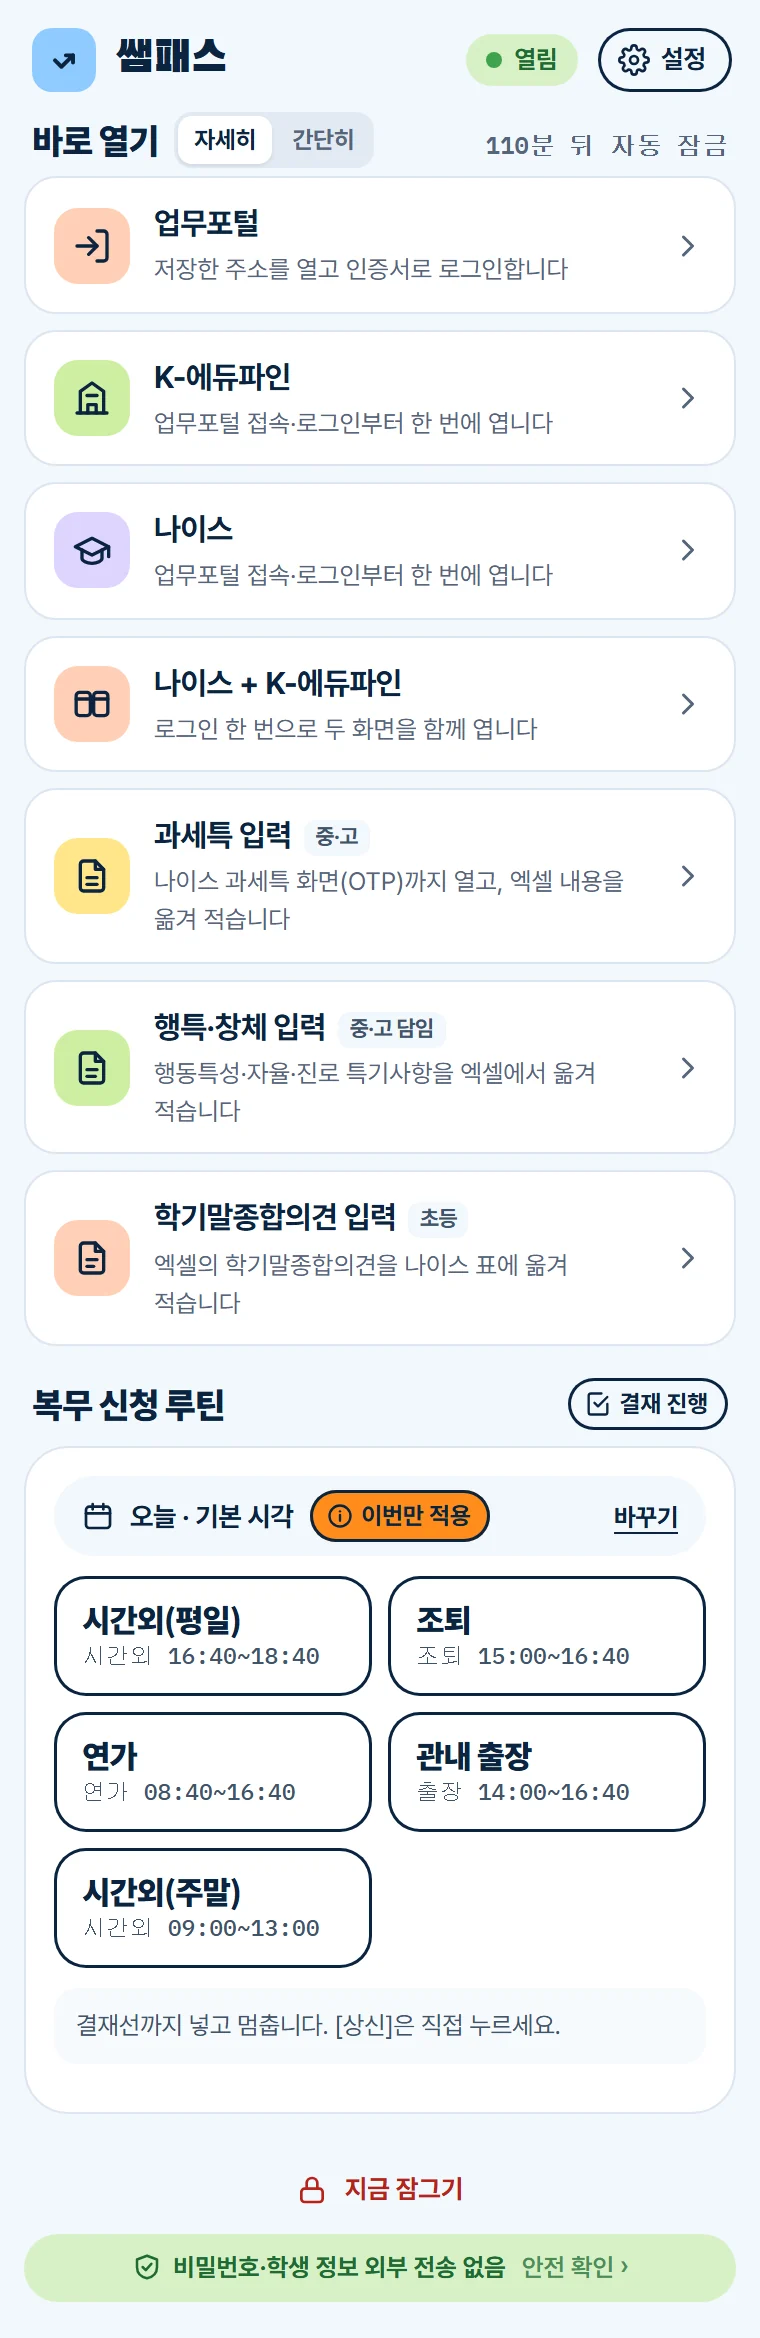 쌤패스
열림
설정
바로 열기
자세히
간단히
110분 뒤 자동 잠금
업무포털
저장한 주소를 열고 인증서로 로그인합니다
K-에듀파인
업무포털 접속·로그인부터 한 번에 엽니다
나이스
업무포털 접속·로그인부터 한 번에 엽니다
나이스 + K-에듀파인
로그인 한 번으로 두 화면을 함께 엽니다
과세특 입력 중·고
나이스 과세특 화면(OTP)까지 열고, 엑셀 내용을
옮겨 적습니다
행특·창체 입력 중·고 담임
행동특성·자율·진로 특기사항을 엑셀에서 옮겨
적습니다
학기말종합의견 입력 초등
엑셀의 학기말종합의견을 나이스 표에 옮겨
적습니다
복무 신청 루틴
결재 진행
오늘 · 기본 시각
이번만 적용
바꾸기
시간외(평일)
시간외 16:40~18:40
조퇴
조퇴 15:00~16:40
연가
연가 08:40~16:40
관내 출장
출장 14:00~16:40
시간외(주말)
시간외 09:00~13:00
결재선까지 넣고 멈춥니다. [상신]은 직접 누르세요.
지금 잠그기
비밀번호·학생 정보 외부 전송 없음 안전 확인 ›